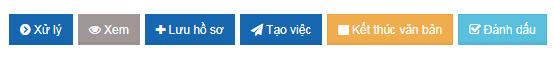 Xử lý Xem Lưu hồ sơ Tạo việc Kết thúc văn bản Đánh dấu